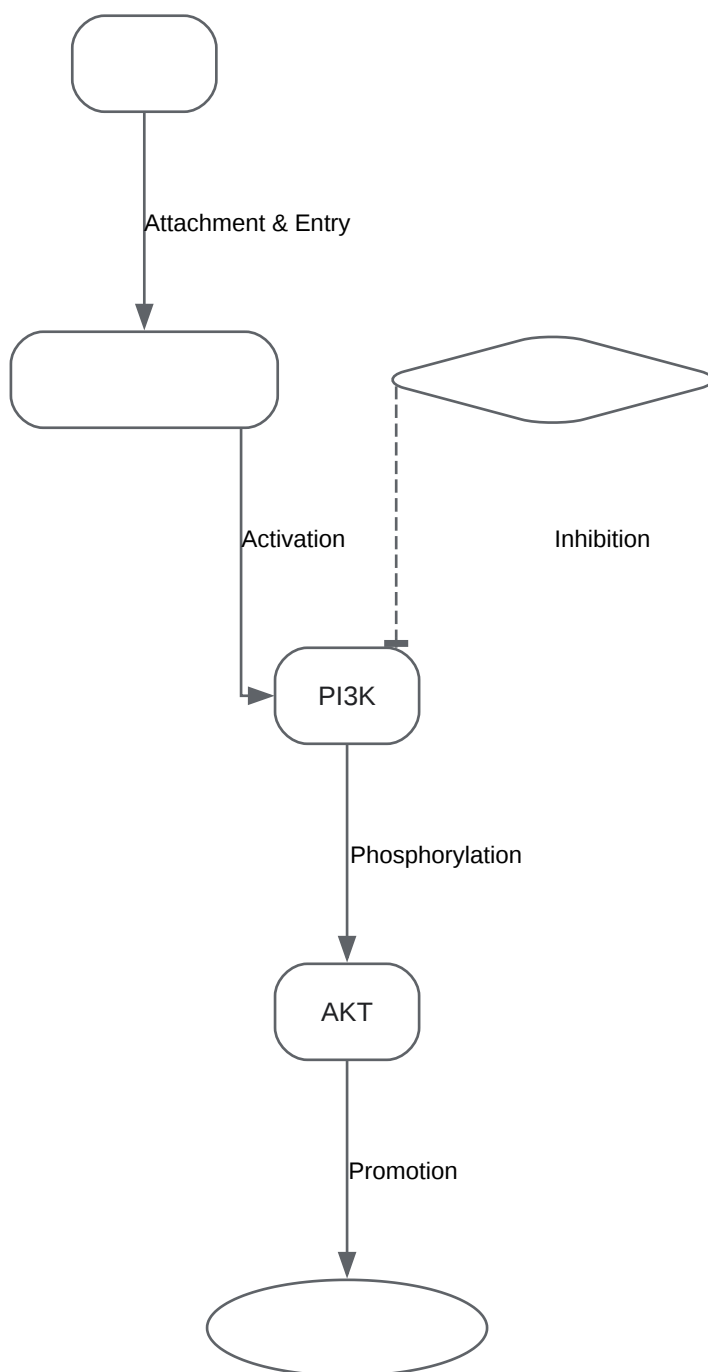 Attachment & Entry
Activation
Inhibition
PI3K
Phosphorylation
AKT
Promotion